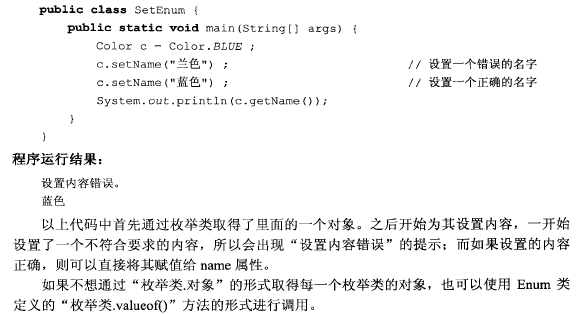 public class SetEnum {
public static void main(String[] args) {
Color c = Color.BLUE ;
c.setName("兰色") ; // 设置一个错误的名字
c.setName("蓝色") ; // 设置一个正确的名字
System.out.println(c.getName());
}
}
程序运行结果：
设置内容错误。
蓝色
以上代码中首先通过枚举类取得了里面的一个对象。之后开始为其设置内容，一开始
设置了一个不符合要求的内容，所以会出现“设置内容错误”的提示；而如果设置的内容
正确，则可以直接将其赋值给 name 属性。
如果不想通过“枚举类.对象”的形式取得每一个枚举类的对象，也可以使用 Enum 类
定义的“枚举类.valueof()”方法的形式进行调用。